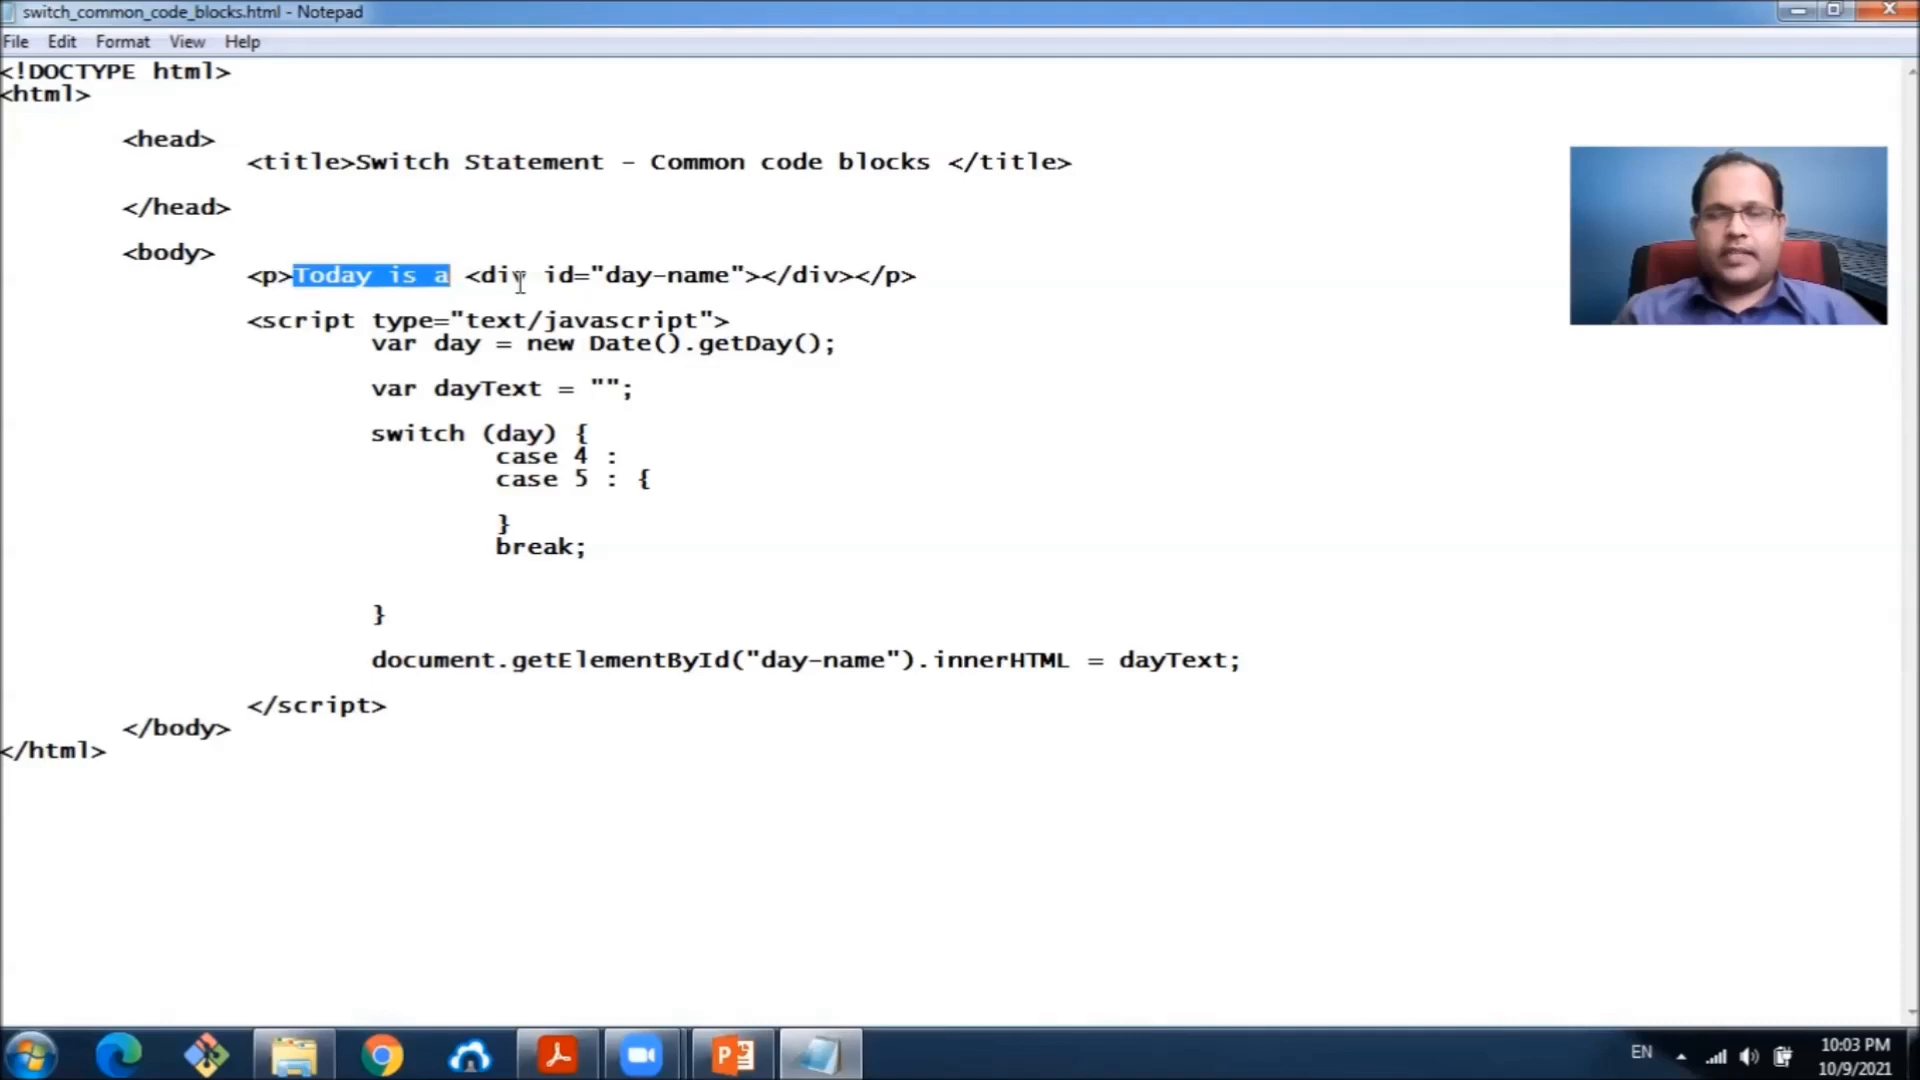 switch_common_code_blocks.html - Notepad
File Edit Format View Help
<!DOCTYPE html>
<html>
<head>
<title>Switch Statement - Common code blocks </title>
</head>
<body>
<p>Today is a <div id="day-name"></div></p>
<script type="text/javascript">
var day = new Date().getDay();
var dayText = "";
switch (day) {
case 4 :
case 5 : {
}
break;
}
document.getElementById("day-name").innerHTML = dayText;
</script>
</body>
</html>
EN
10:03 PM
10/9/2021